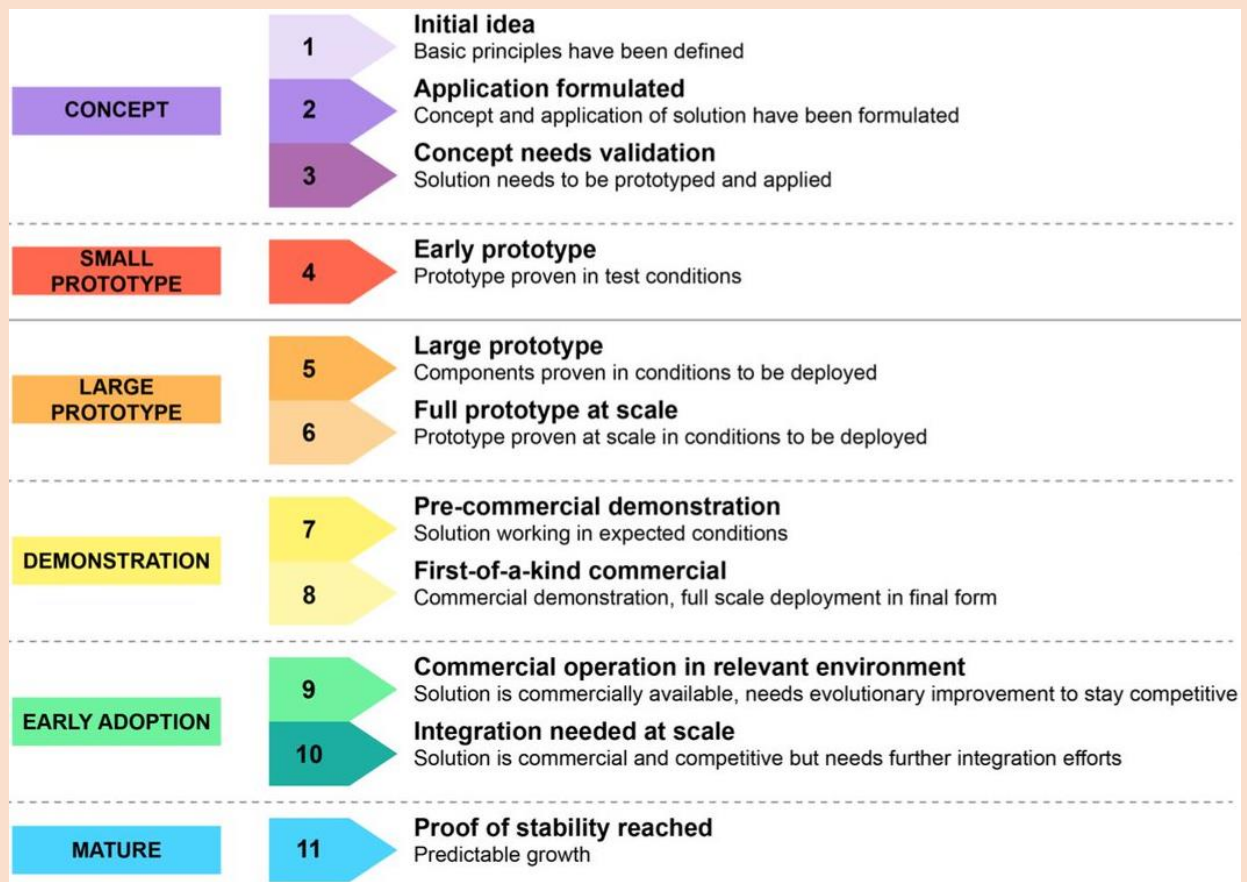 CONCEPT
1
Initial idea
Basic principles have been defined
2
Application formulated
Concept and application of solution have been formulated
3
Concept needs validation
Solution needs to be prototyped and applied
SMALL
PROTOTYPE
4
Early prototype
Prototype proven in test conditions
LARGE
PROTOTYPE
5
Large prototype
Components proven in conditions to be deployed
6
Full prototype at scale
Prototype proven at scale in conditions to be deployed
DEMONSTRATION
7
Pre-commercial demonstration
Solution working in expected conditions
8
First-of-a-kind commercial
Commercial demonstration, full scale deployment in final form
EARLY ADOPTION
9
Commercial operation in relevant environment
Solution is commercially available, needs evolutionary improvement to stay competitive
10
Integration needed at scale
Solution is commercial and competitive but needs further integration efforts
MATURE
11
Proof of stability reached
Predictable growth